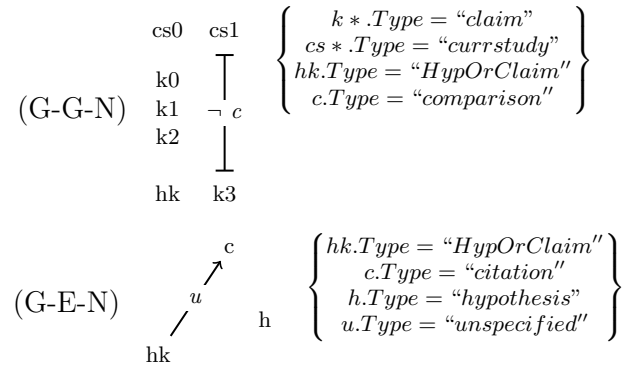 cs0 cs1
k0
(G-G-N) k1 ¬ c
k2
hk k3
k ∗ .Type = “claim”
cs ∗ .Type = “currstudy”
hk.Type = “HypOrClaim″
c.Type = “comparison″
c
(G-E-N) u
h
hk
hk.Type = “HypOrClaim″
c.Type = “citation″
h.Type = “hypothesis”
u.Type = “unspecified″